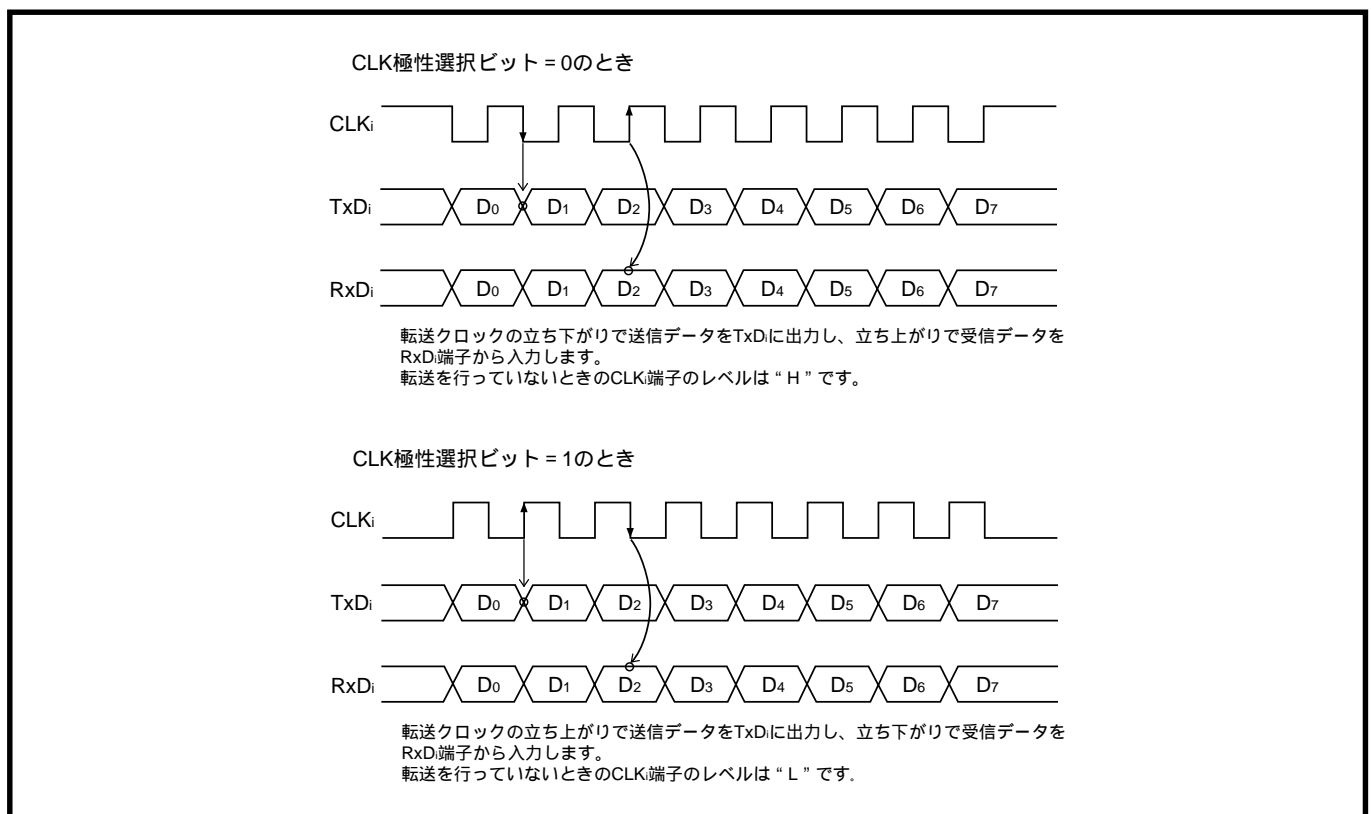 CLK極性選択ビット = 0のとき
CLKi
TxDi D0 D1 D2 D3 D4 D5 D6 D7
RxDi D0 D1 D2 D3 D4 D5 D6 D7
転送クロックの立ち下がりで送信データをTxDiに出力し、立ち上がりで受信データを
RxDi端子から入力します。
転送を行っていないときのCLKi端子のレベルは“ H ”です。
CLK極性選択ビット = 1のとき
CLKi
TxDi D0 D1 D2 D3 D4 D5 D6 D7
RxDi D0 D1 D2 D3 D4 D5 D6 D7
転送クロックの立ち上がりで送信データをTxDiに出力し、立ち下がりで受信データを
RxDi端子から入力します。
転送を行っていないときのCLKi端子のレベルは“ L ”です.